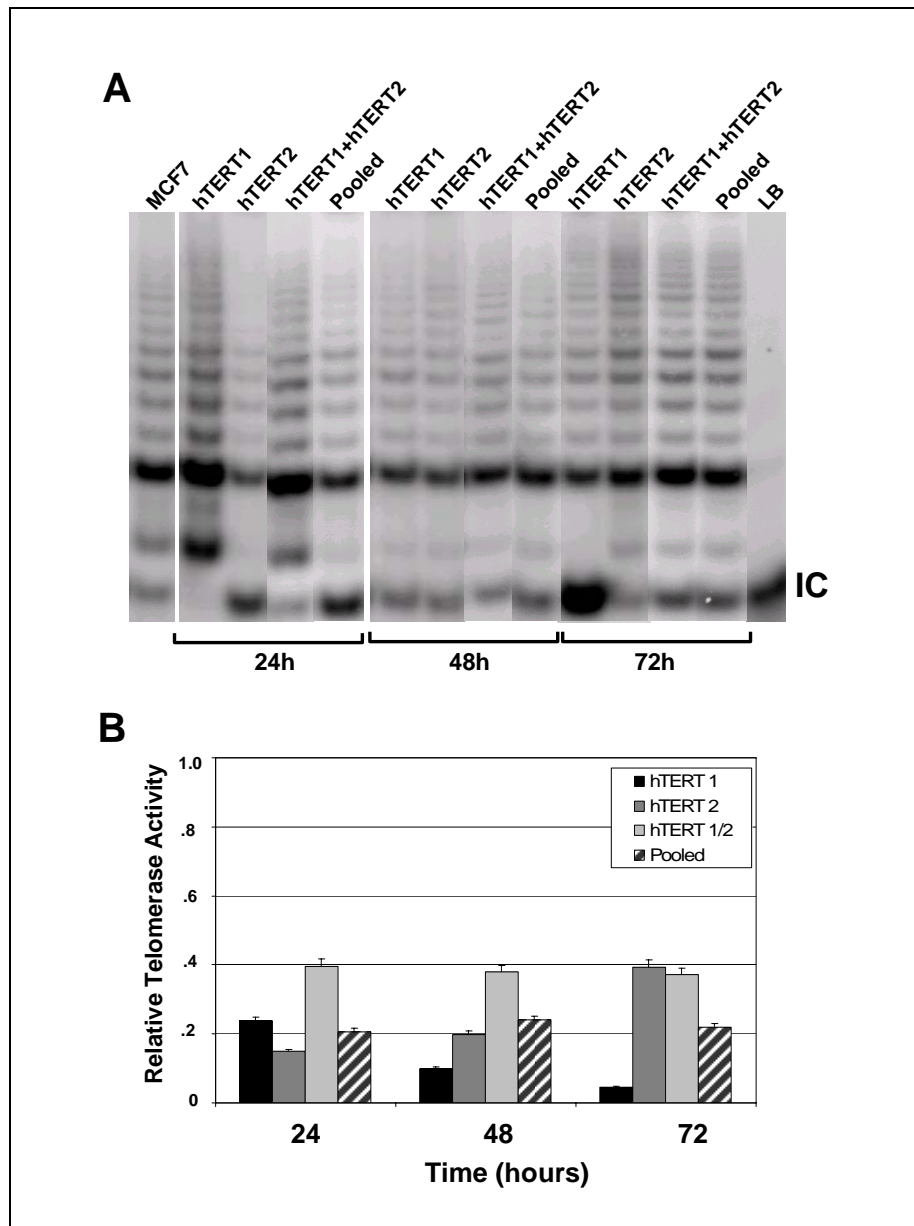 A
MCF7
hTERT1
hTERT2
hTERT1+hTERT2
Pooled
hTERT1
hTERT2
hTERT1+hTERT2
Pooled
hTERT1
hTERT2
hTERT1+hTERT2
Pooled
LB
IC
24h
48h
72h
B
Relative Telomerase Activity
1.0
.8
.6
.4
.2
0
hTERT 1
hTERT 2
hTERT 1/2
Pooled
24
48
72
Time (hours)